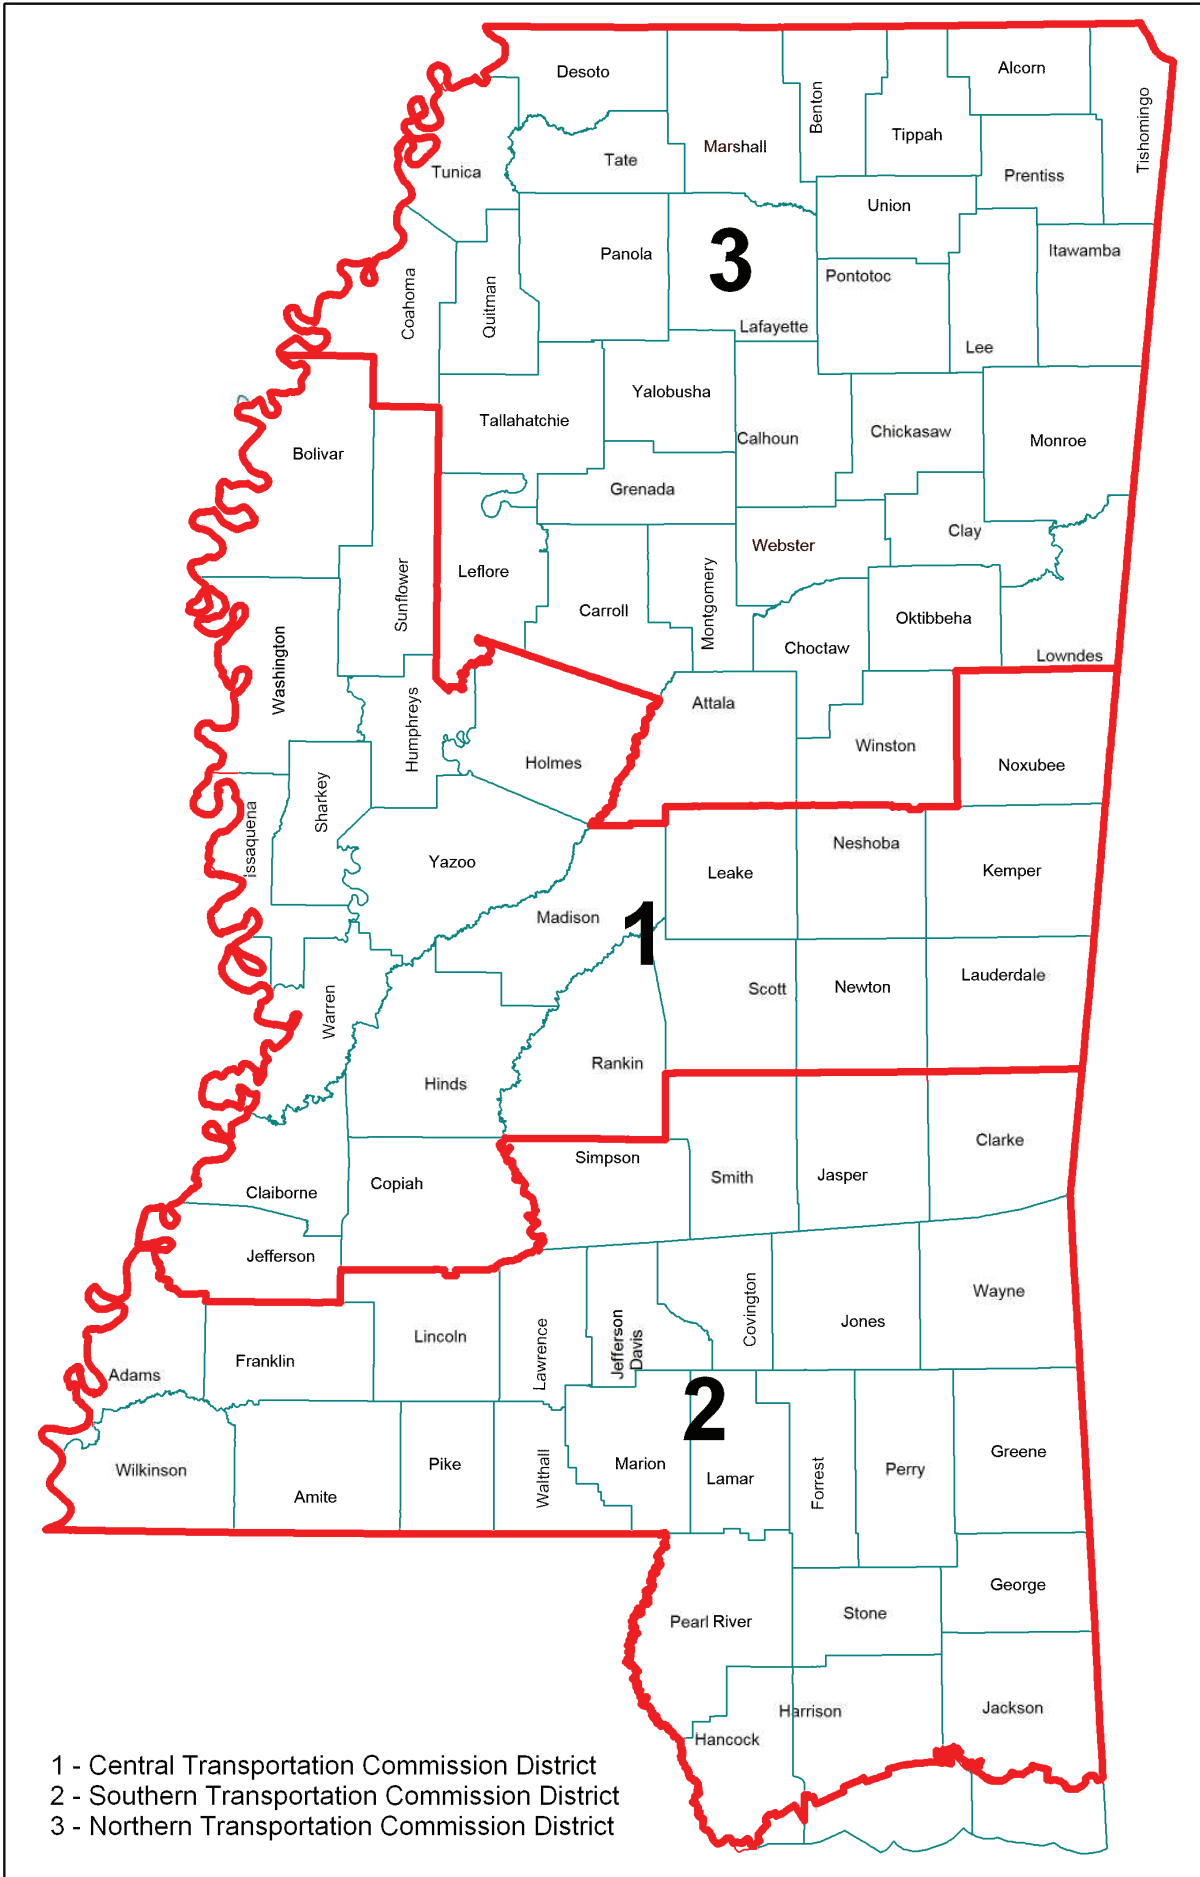 Desoto
Alcorn
Benton
Tishomingo
Tippah
Marshall
Tate
Tunica
Prentiss
Union
Panola
3
Itawamba
Pontotoc
Coahoma
Quitman
Lafayette
Lee
Yalobusha
Tallahatchie
Calhoun
Chickasaw
Monroe
Bolivar
Grenada
Clay
Webster
Leflore
Sunflower
Carroll
Montgomery
Oktibbeha
Choctaw
Lowndes
Washington
Attala
Humphreys
Winston
Holmes
Noxubee
Sharkey
issaquena
Neshoba
Yazoo
Leake
Kemper
Madison
1
Lauderdale
Scott
Newton
Warren
Rankin
Hinds
Clarke
Simpson
Smith
Jasper
Copiah
Claiborne
Jefferson
Wayne
Covington
Jones
Lincoln
Lawrence
Jefferson
Davis
Franklin
Adams
2
Greene
Pike
Marion
Lamar
Perry
Wilkinson
Walthall
Forrest
Amite
George
Stone
Pearl River
Jackson
Harrison
Hancock
1 - Central Transportation Commission District
2 - Southern Transportation Commission District
3 - Northern Transportation Commission District